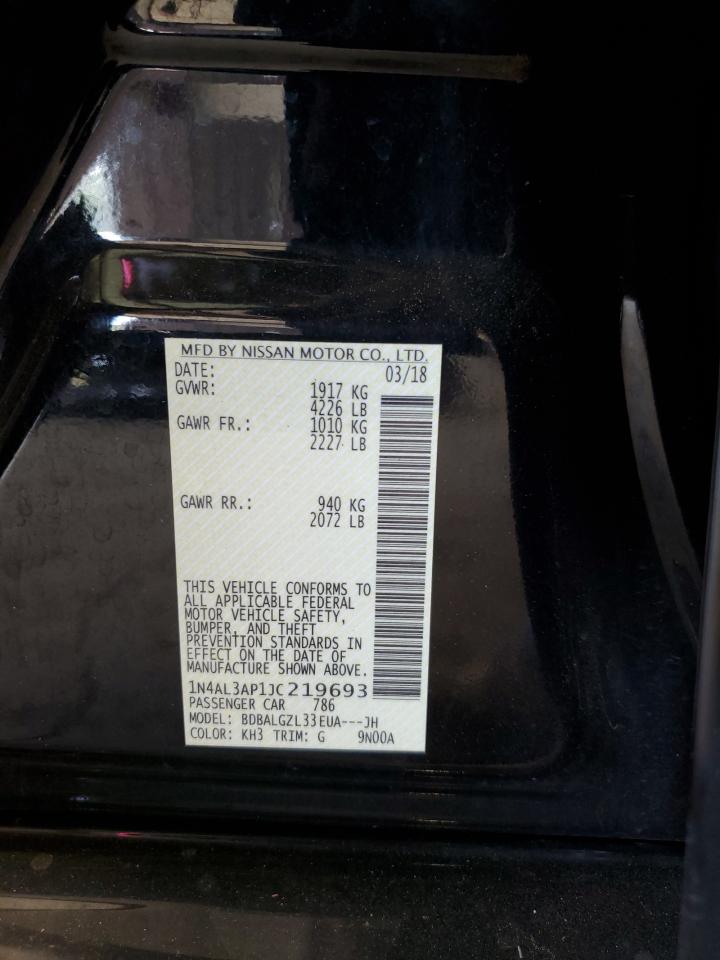 MFD BY NISSAN MOTOR CO., LTD.
DATE: 03/18
GVWR: 1917 KG
4226 LB
GAWR FR.: 1010 KG
2227 LB
GAWR RR.: 940 KG
2072 LB
THIS VEHICLE CONFORMS TO
ALL APPLICABLE FEDERAL
MOTOR VEHICLE SAFETY,
BUMPER, AND THEFT
PREVENTION STANDARDS IN
EFFECT ON THE DATE OF
MANUFACTURE SHOWN ABOVE.
1N4AL3AP1JC219693
PASSENGER CAR 786
MODEL: BDBALGZL33EUA---JH
COLOR: KH3 TRIM: G 9N00A